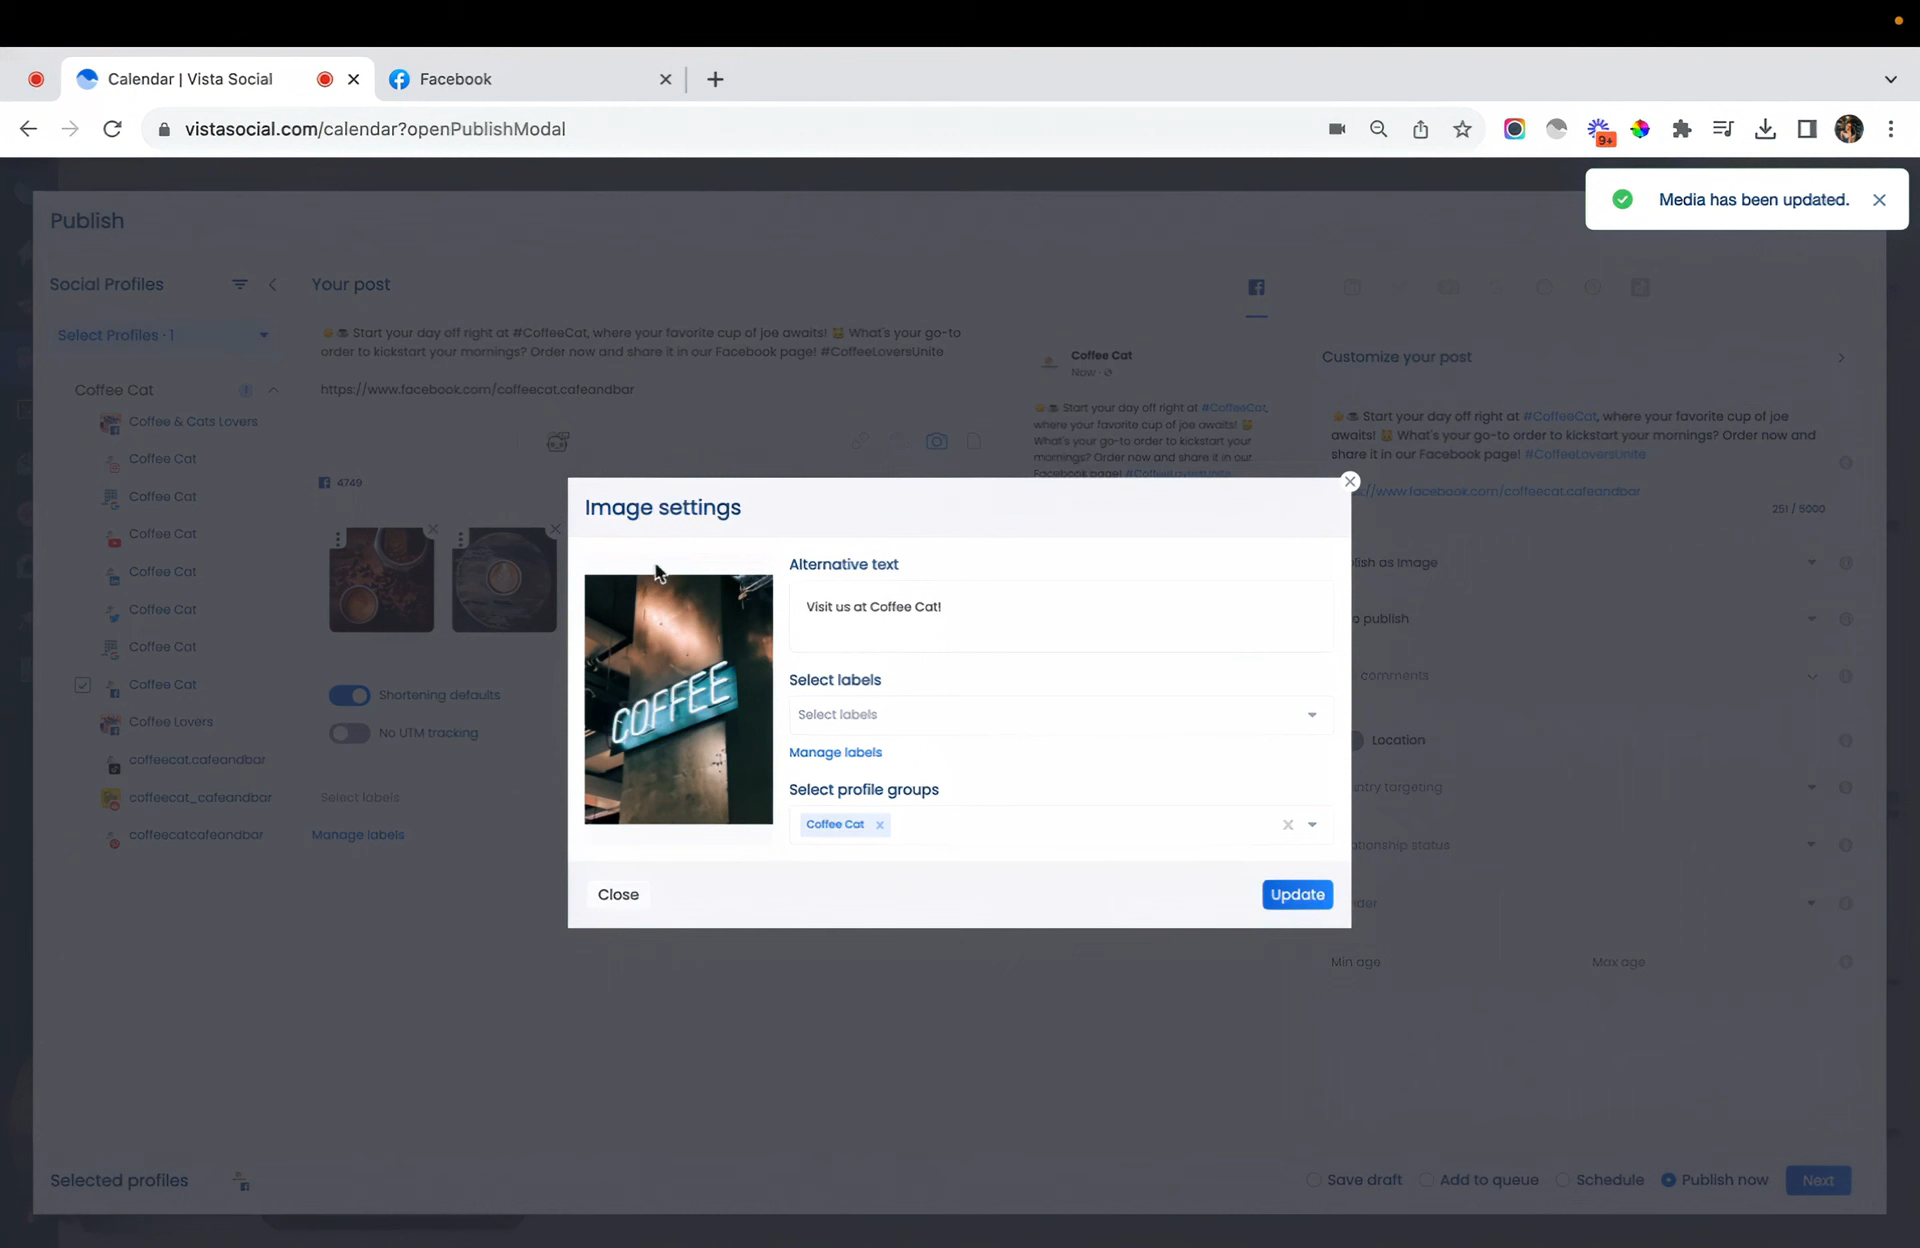 Calendar | Vista Social
Facebook
vistasocial.com/calendar?openPublishModal
9+
Media has been updated.
Publish
Social Profiles
Your post
Select Profiles · 1
🌞☕ Start your day off right at #CoffeeCat, where your favorite cup of joe awaits! 😸 What's your go-to
order to kickstart your mornings? Order now and share it in our Facebook page! #CoffeeLoversUnite
https://www.facebook.com/coffeecat.cafeandbar
4749
Coffee Cat
1
Coffee & Cats Lovers
Coffee Cat
Coffee Cat
Coffee Cat
Coffee Cat
Coffee Cat
Coffee Cat
Coffee Cat
Coffee Lovers
coffeecat.cafeandbar
coffeecat_cafeandbar
coffeecatcafeandbar
Shortening defaults
No UTM tracking
Select labels
Manage labels
Coffee Cat
Now ·
🌞☕ Start your day off right at #CoffeeCat,
where your favorite cup of joe awaits! 😸
What's your go-to order to kickstart your
mornings? Order now and share it in our
Facebook page! #CoffeeLoversUnite
Customize your post
🌞☕ Start your day off right at #CoffeeCat, where your favorite cup of joe
awaits! 😸 What's your go-to order to kickstart your mornings? Order now and
share it in our Facebook page! #CoffeeLoversUnite
//www.facebook.com/coffeecat.cafeandbar
251 / 5000
blish as Image
o publish
comments
Location
ntry targeting
ationship status
nder
Min age
Max age
Image settings
COFFEE
Alternative text
Visit us at Coffee Cat!
Select labels
Select labels
Manage labels
Select profile groups
Coffee Cat
Close
Update
Selected profiles
Save draft
Add to queue
Schedule
Publish now
Next